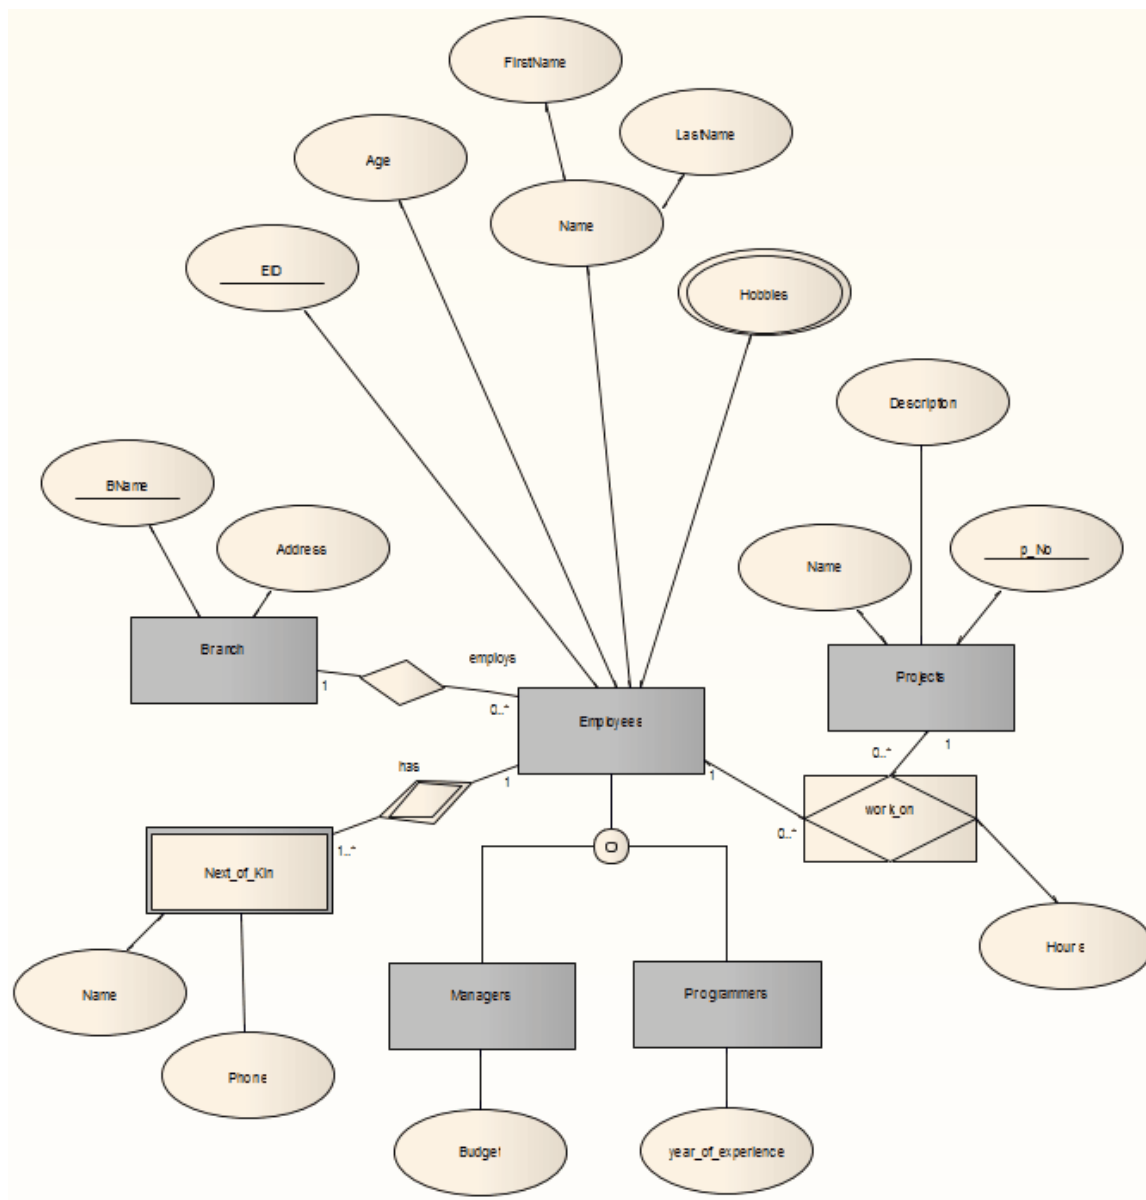 FirstName
LastName
Age
Name
EID
Hobbies
Description
BName
Address
Name
p_No
Branch
employs
Projects
1
0..*
Employees
0..*
1
has
1
1
work_on
0..*
1..*
Next_of_Kin
O
Hours
Name
Managers
Programmers
Phone
Budget
year_of_experience